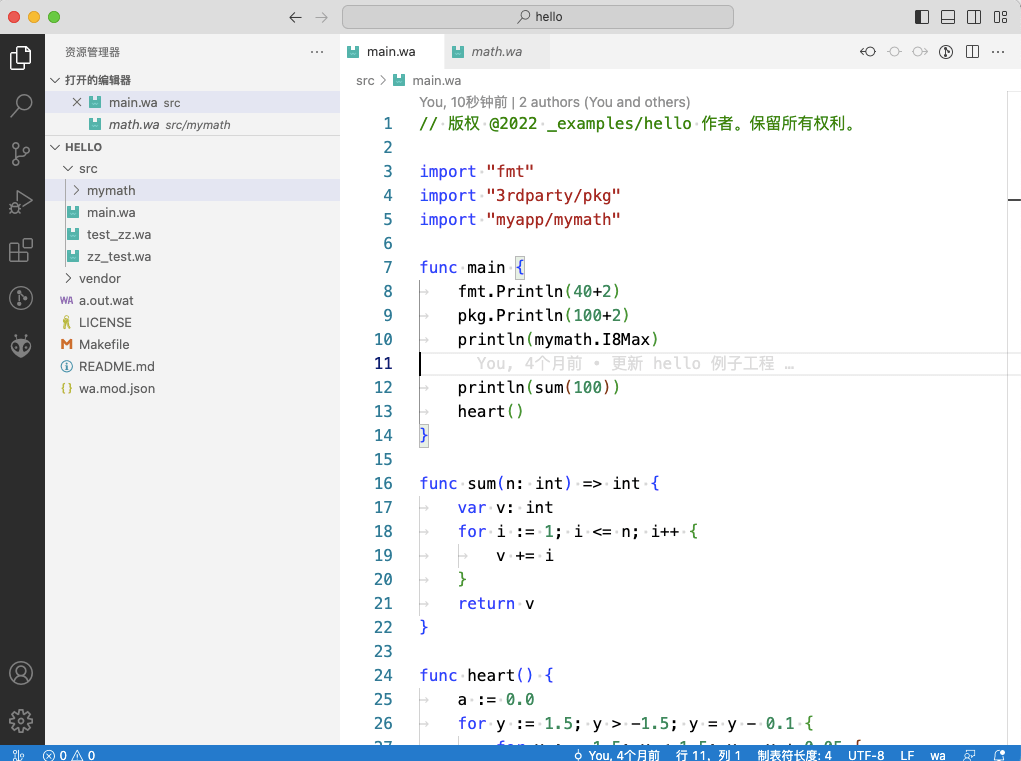 hello
资源管理器
打开的编辑器
main.wa src
math.wa src/mymath
HELLO
src
mymath
main.wa
test_zz.wa
zz_test.wa
vendor
WA a.out.wat
LICENSE
Makefile
README.md
{} wa.mod.json
main.wa
math.wa
src > main.wa
You, 10秒钟前 | 2 authors (You and others)
1 // 版权 @2022 _examples/hello 作者。保留所有权利。
2
3 import "fmt"
4 import "3rdparty/pkg"
5 import "myapp/mymath"
6
7 func main {
8 fmt.Println(40+2)
9 pkg.Println(100+2)
10 println(mymath.I8Max)
11 You, 4个月前 • 更新 hello 例子工程 …
12 println(sum(100))
13 heart()
14 }
15
16 func sum(n: int) => int {
17 var v: int
18 for i := 1; i <= n; i++ {
19 v += i
20 }
21 return v
22 }
23
24 func heart() {
25 a := 0.0
26 for y := 1.5; y > -1.5; y = y - 0.1 {
27
0 0
You, 4个月前 行 11，列 1 制表符长度: 4 UTF-8 LF wa